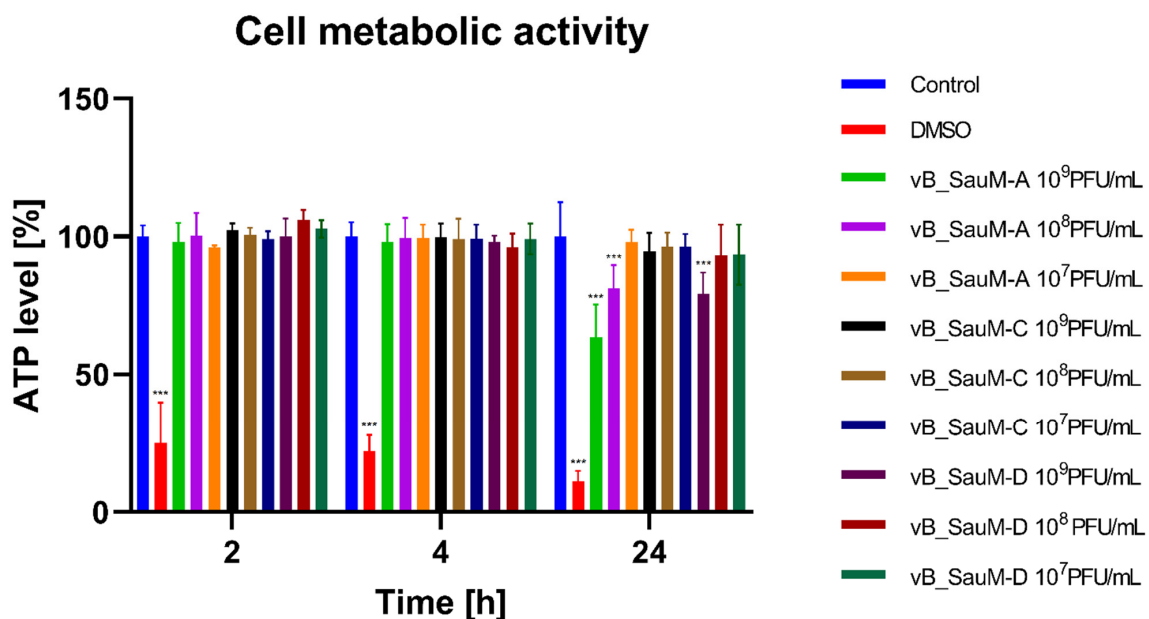 Cell metabolic activity
ATP level [%]
150
100
50
0
***
***
***
***
***
***
2
4
24
Time [h]
Control
DMSO
vB_SauM-A 10⁹PFU/mL
vB_SauM-A 10⁸PFU/mL
vB_SauM-A 10⁷PFU/mL
vB_SauM-C 10⁹PFU/mL
vB_SauM-C 10⁸PFU/mL
vB_SauM-C 10⁷PFU/mL
vB_SauM-D 10⁹PFU/mL
vB_SauM-D 10⁸ PFU/mL
vB_SauM-D 10⁷PFU/mL